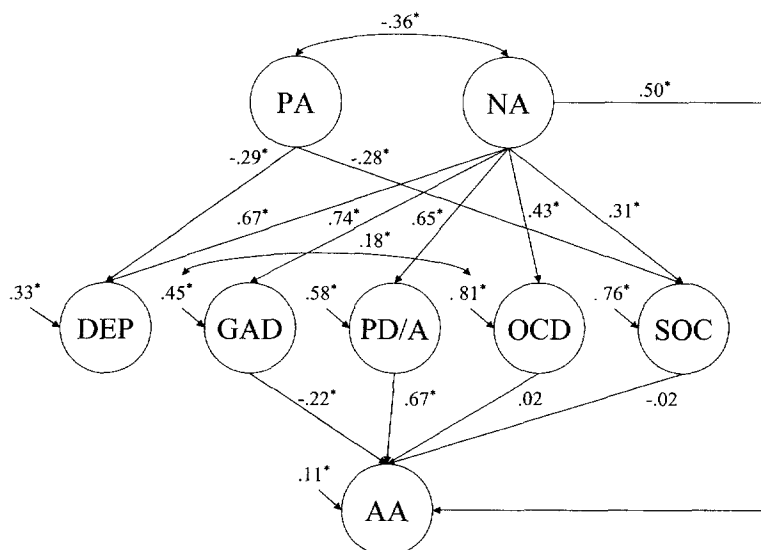 -.36*
PA
NA
.50*
-.29*
-.28*
.67*
.74*
.65*
.43*
.31*
.18*
.33*
.45*
.58*
.81*
.76*
DEP
GAD
PD/A
OCD
SOC
-.22*
.67*
.02
-.02
.11*
AA